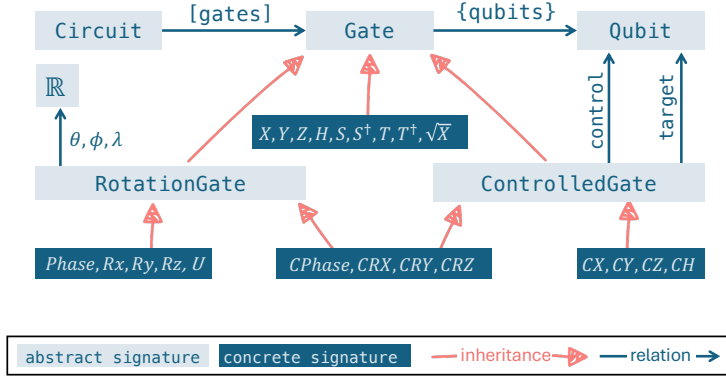 [gates] {qubits}
Circuit Gate Qubit
ℝ
control target
θ, ϕ, λ
X, Y, Z, H, S, S†, T, T†, √X
RotationGate ControlledGate
Phase, Rx, Ry, Rz, U CPhase, CRX, CRY, CRZ CX, CY, CZ, CH
abstract signature concrete signature inheritance relation